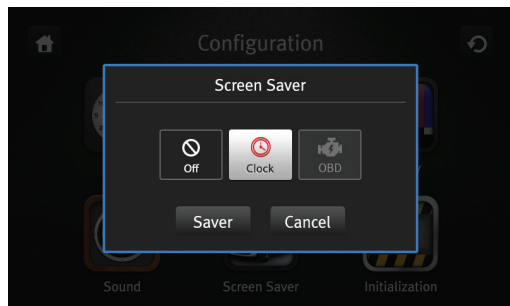 Configuration
Screen Saver
Off
Clock
OBD
Saver
Cancel
Sound
Screen Saver
Initialization